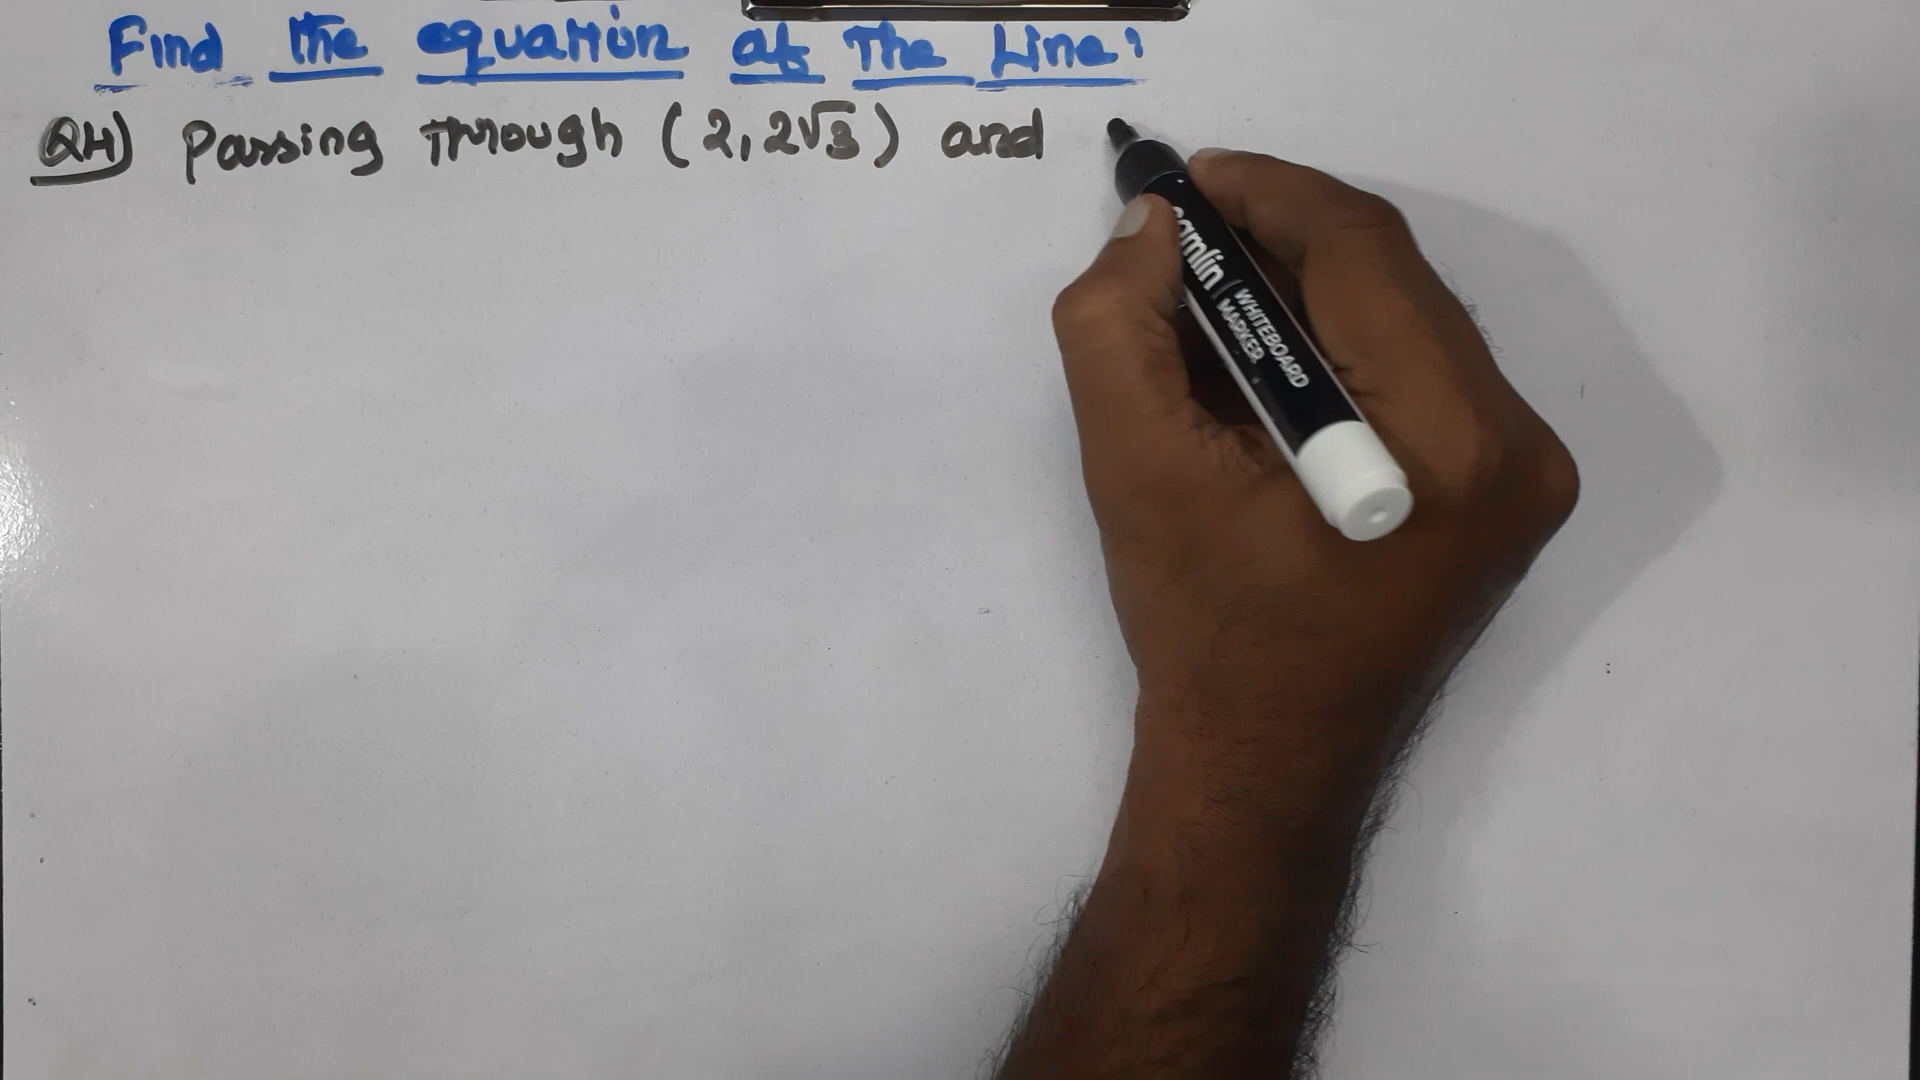 Find the equation of the Line:
Q4) Passing through (2, 2√3) and
camlin / WHITEBOARD
MARKER